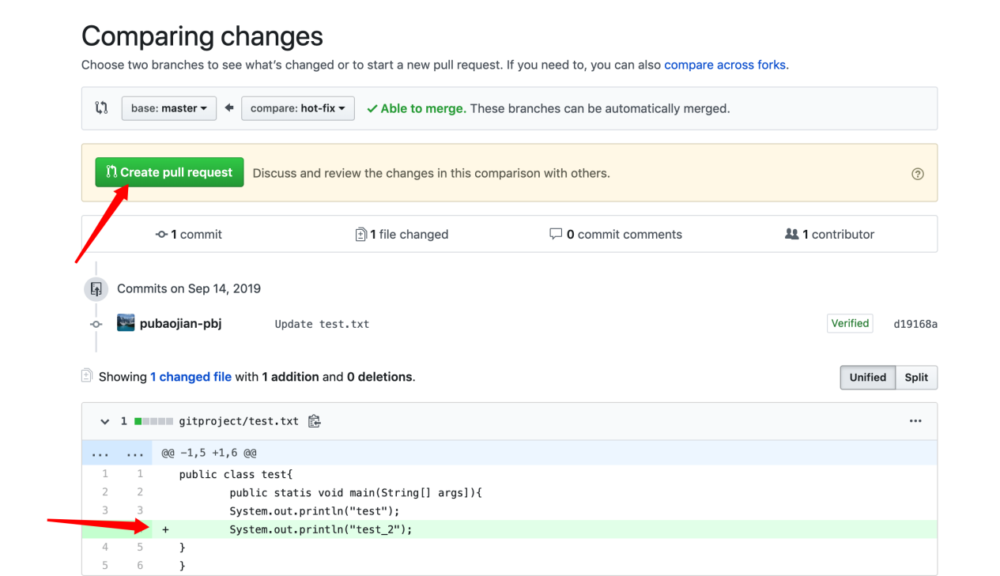 Comparing changes
Choose two branches to see what's changed or to start a new pull request. If you need to, you can also compare across forks.
base: master compare: hot-fix Able to merge. These branches can be automatically merged.
Create pull request Discuss and review the changes in this comparison with others.
1 commit 1 file changed 0 commit comments 1 contributor
Commits on Sep 14, 2019
pubaojian-pbj Update test.txt Verified d19168a
Showing 1 changed file with 1 addition and 0 deletions. Unified Split
1 gitproject/test.txt ...
... ... @@ -1,5 +1,6 @@
1 1 public class test{
2 2 public statis void main(String[] args]){
3 3 System.out.println("test");
+ System.out.println("test_2");
4 5 }
5 6 }